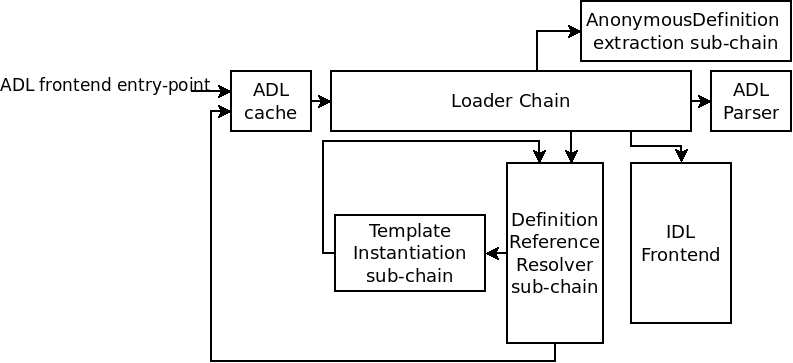 AnonymousDefinition
extraction sub-chain
ADL frontend entry-point
ADL
cache
Loader Chain
ADL
Parser
Template
Instantiation
sub-chain
Definition
Reference
Resolver
sub-chain
IDL
Frontend